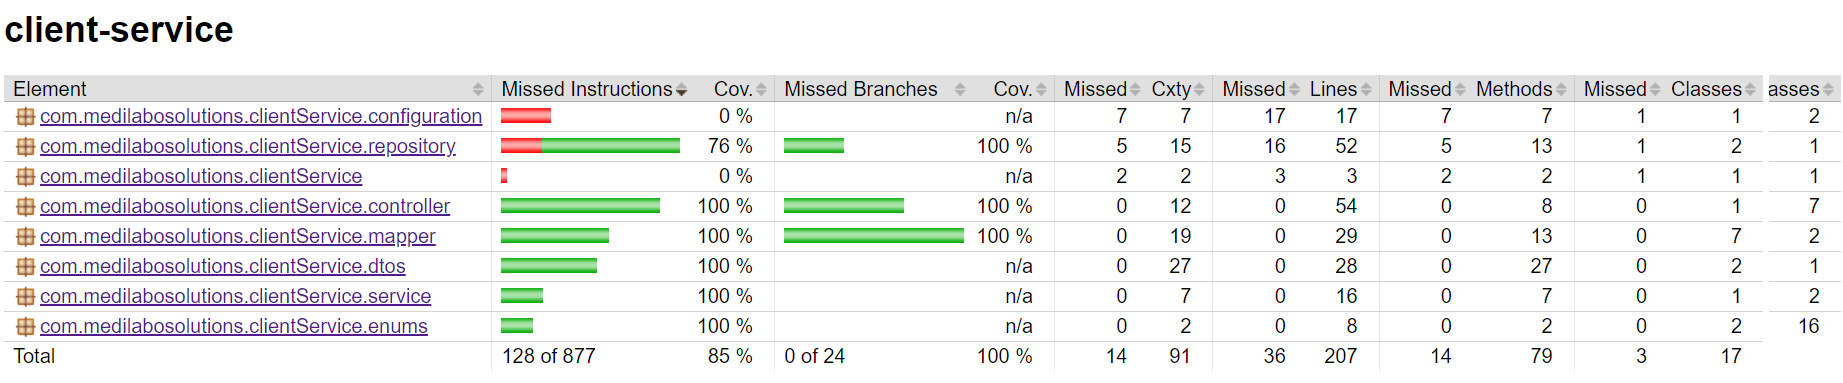 client-service
Element Missed Instructions Cov. Missed Branches Cov. Missed Cxty Missed Lines Missed Methods Missed Classes asses
com.medilabosolutions.clientService.configuration 0 % n/a 7 7 17 17 7 7 1 1 2
com.medilabosolutions.clientService.repository 76 % 100 % 5 15 16 52 5 13 1 2 1
com.medilabosolutions.clientService 0 % n/a 2 2 3 3 2 2 1 1 1
com.medilabosolutions.clientService.controller 100 % 100 % 0 12 0 54 0 8 0 1 7
com.medilabosolutions.clientService.mapper 100 % 100 % 0 19 0 29 0 13 0 7 2
com.medilabosolutions.clientService.dtos 100 % n/a 0 27 0 28 0 27 0 2 1
com.medilabosolutions.clientService.service 100 % n/a 0 7 0 16 0 7 0 1 2
com.medilabosolutions.clientService.enums 100 % n/a 0 2 0 8 0 2 0 2 16
Total 128 of 877 85 % 0 of 24 100 % 14 91 36 207 14 79 3 17